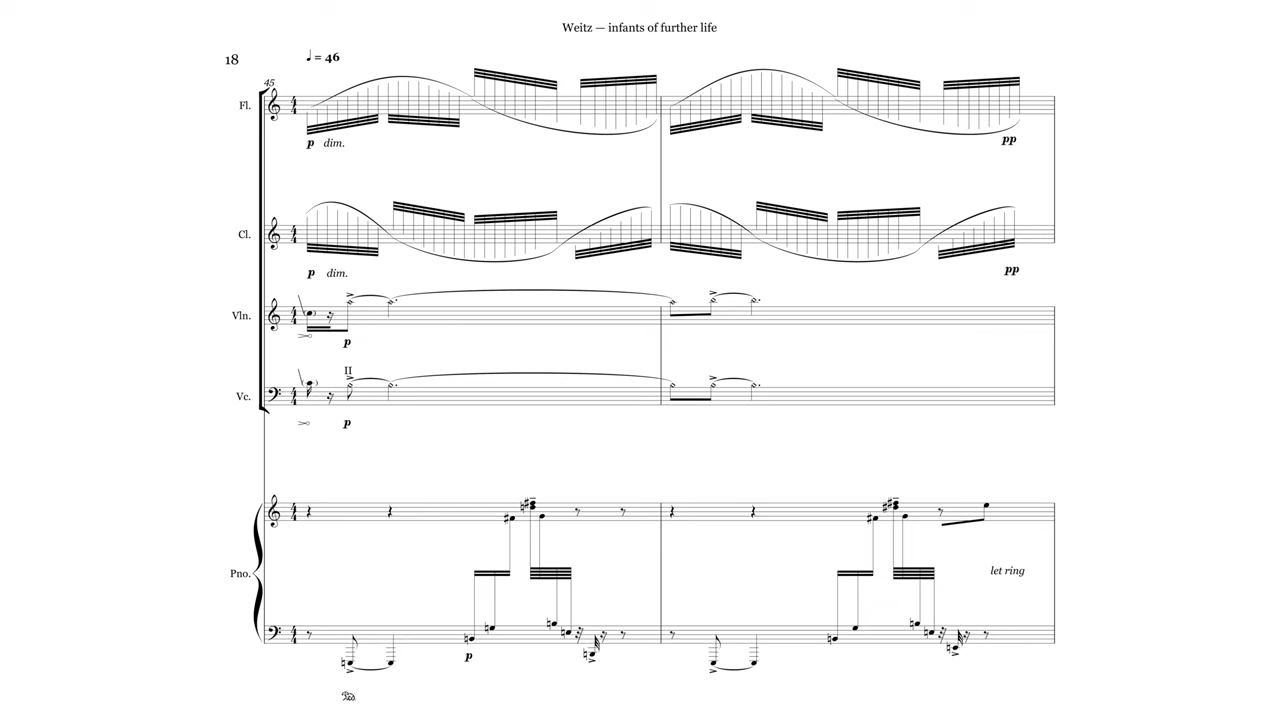 Weitz — infants of further life
18
♩ = 46
45
Fl.
p dim.
pp
Cl.
p dim.
pp
Vln.
p
II
Vc.
p
Pno.
let ring
p